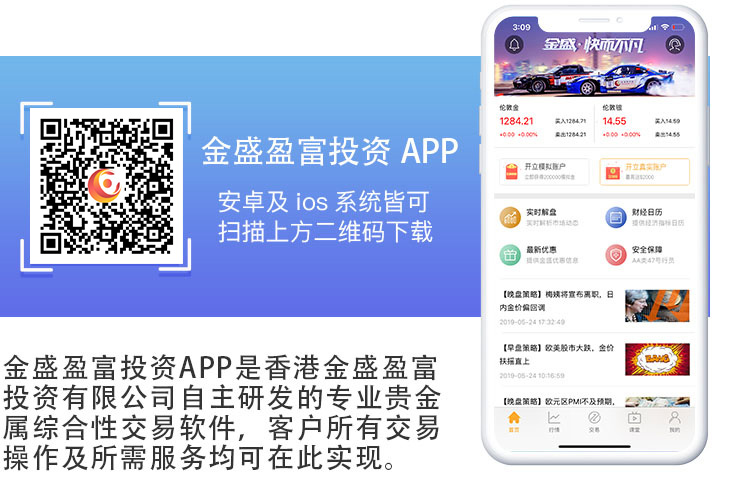 金盛盈富投资 APP
安卓及 ios 系统皆可
扫描上方二维码下载
金盛盈富投资APP是香港金盛盈富
投资有限公司自主研发的专业贵金
属综合性交易软件，客户所有交易
操作及所需服务均可在此实现。
3:09
金盛·快而不凡
伦敦金
1284.21 买入1284.71
+0.00 +0.00% 卖出1284.21
伦敦银
14.55 买入14.59
+0.00 +0.00% 卖出14.55
开立模拟账户
立即获得200000模拟金
开立真实账户
最高送$2000
实时解盘
实时解析市场动态
财经日历
提供经济指标日历
最新优惠
提供金盛优惠信息
安全保障
AA类47号行员
【晚盘策略】梅姨将宣布离职，日
内金价偏回调
2019-05-24 17:32:49
【早盘策略】欧美股市大跌，金价
扶摇直上
2019-05-24 10:16:59
BANG
【晚盘策略】欧元区PMI不及预期，
首页 行情 交易 课堂 我的